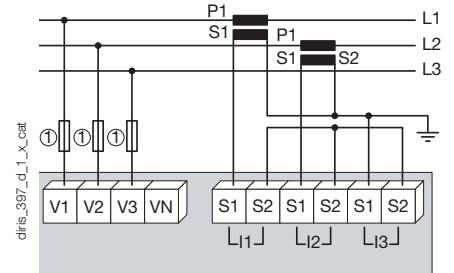 P1 L1
S1 P1 L2
S1 S2
L3
① ① ①
diris_397_d_1_x_cat
V1 V2 V3 VN S1 S2 S1 S2 S1 S2
I1 I2 I3